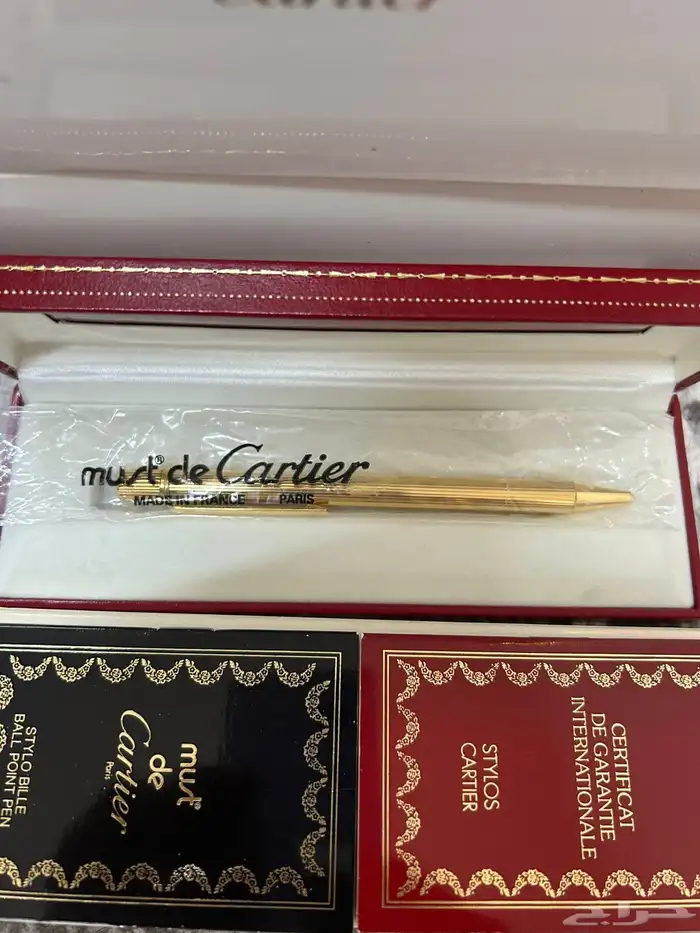 must® de Cartier
MADE IN FRANCE PARIS
must
de
Cartier
Paris
STYLO BILLE
BALL POINT PEN
CERTIFICAT
DE GARANTIE
INTERNATIONALE
STYLOS
CARTIER
حراج